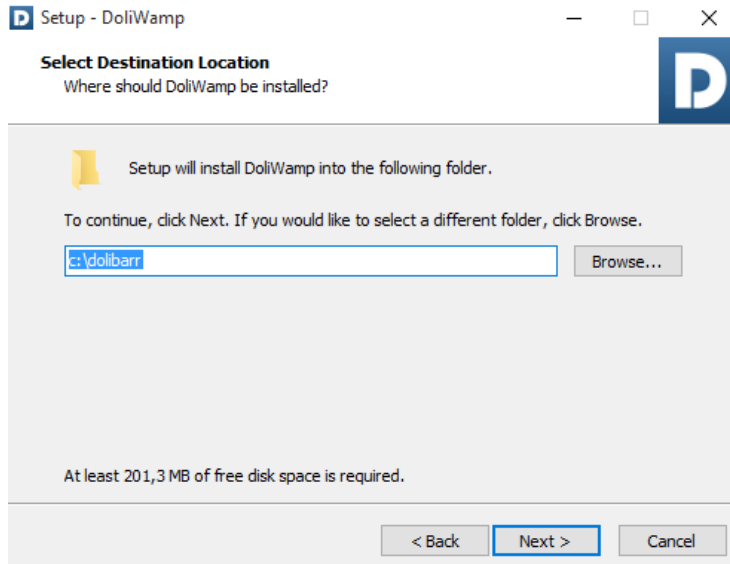 Setup - DoliWamp
Select Destination Location
Where should DoliWamp be installed?
Setup will install DoliWamp into the following folder.
To continue, click Next. If you would like to select a different folder, click Browse.
c:\dolibarr
Browse...
At least 201,3 MB of free disk space is required.
< Back
Next >
Cancel